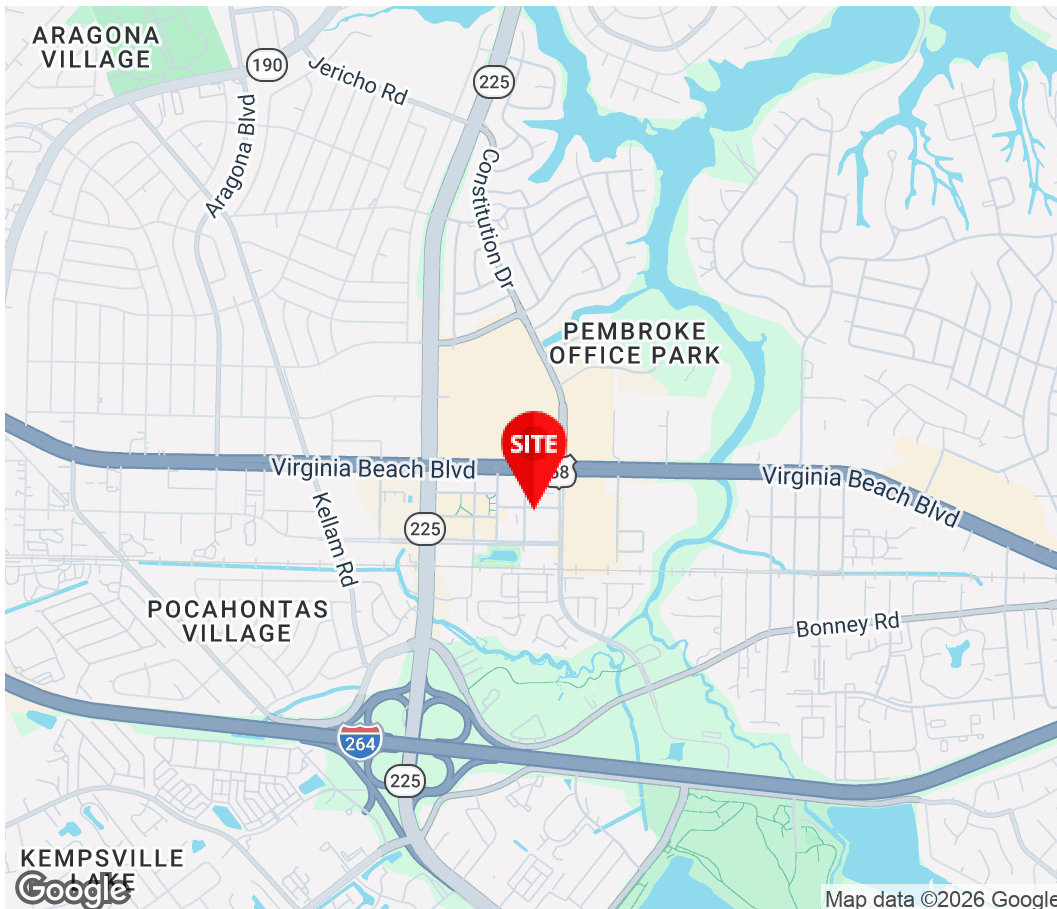 ARAGONA
VILLAGE
190
Jericho Rd
225
Aragona Blvd
Constitution Dr
PEMBROKE
OFFICE PARK
SITE
Virginia Beach Blvd
58
Virginia Beach Blvd
Kellam Rd
225
POCAHONTAS
VILLAGE
Bonney Rd
264
225
KEMPSVILLE
LAKE
Google
Map data ©2026 Google